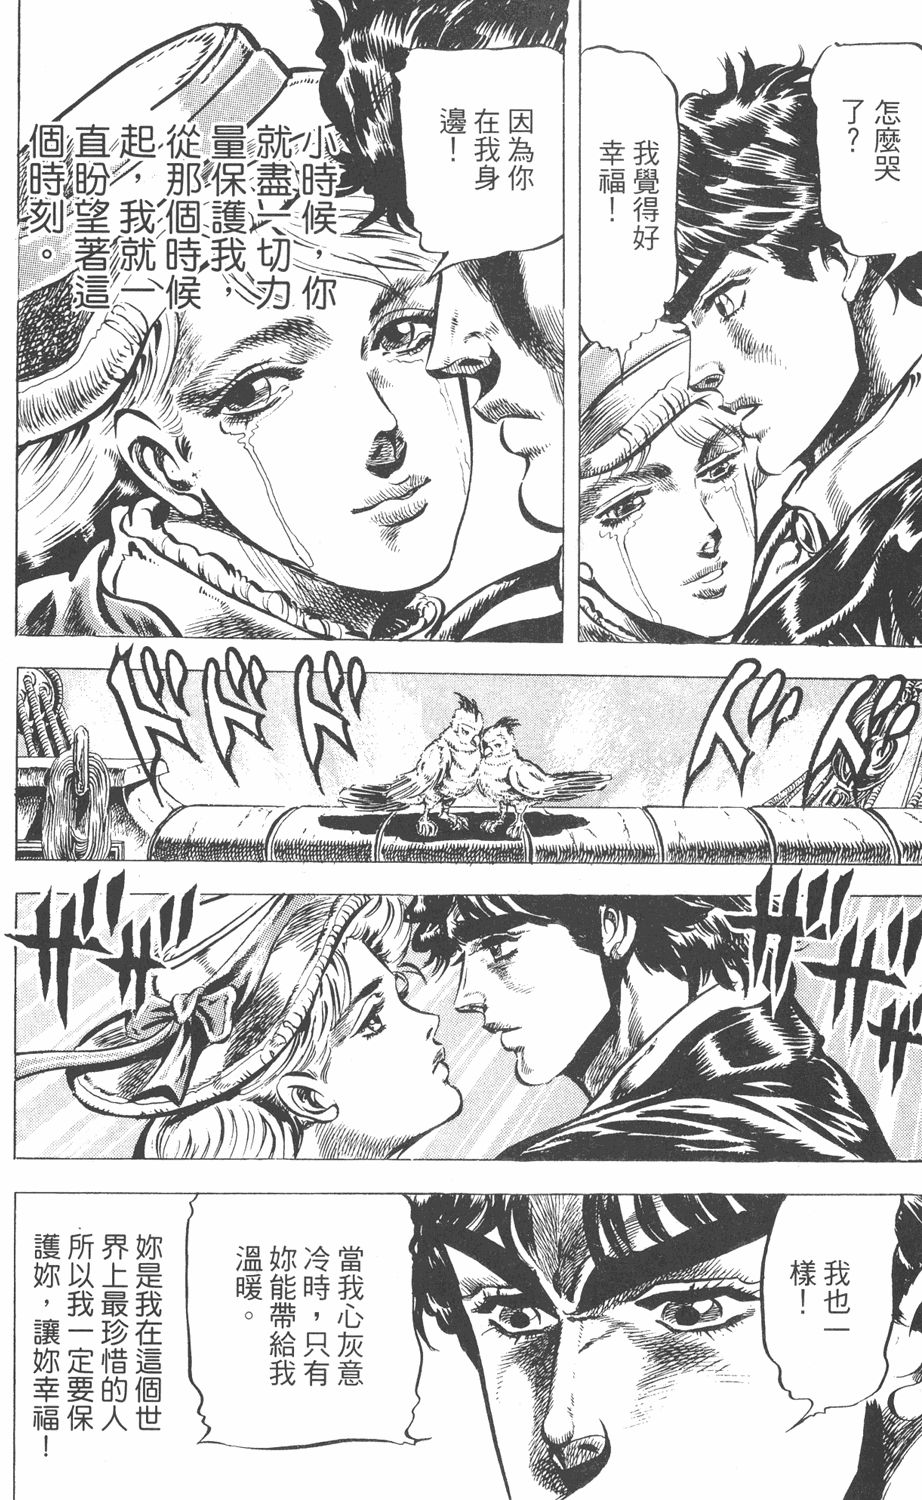 怎麼哭
了？
我覺得好
幸福！
因為你
在我身
邊！
小時候，你
就盡一切力
量保護我，
從那個時候
起，我就一
直盼望著這
個時刻。
ドド
ドドド
ザザ
ザザ
我也一
樣！
當我心灰意
冷時，只有
妳能帶給我
溫暖。
妳是我在這個世
界上最珍惜的人
所以我一定要保
護妳，讓妳幸福！